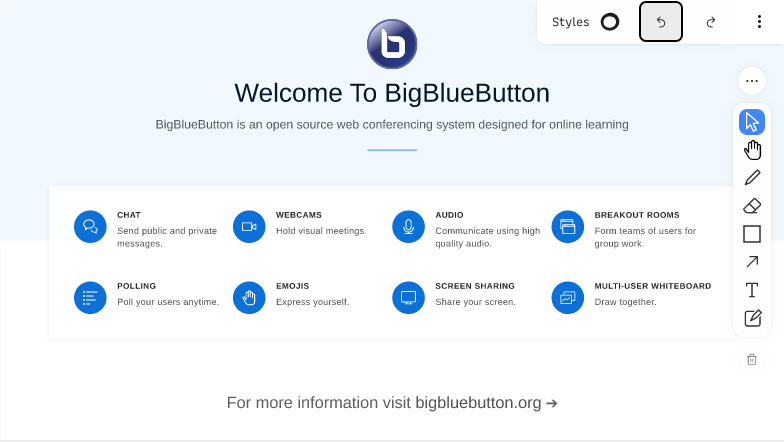 Styles
Welcome To BigBlueButton
BigBlueButton is an open source web conferencing system designed for online learning
CHAT
Send public and private
messages.
WEBCAMS
Hold visual meetings.
AUDIO
Communicate using high
quality audio.
BREAKOUT ROOMS
Form teams of users for
group work.
POLLING
Poll your users anytime.
EMOJIS
Express yourself.
SCREEN SHARING
Share your screen.
MULTI-USER WHITEBOARD
Draw together.
For more information visit bigbluebutton.org →